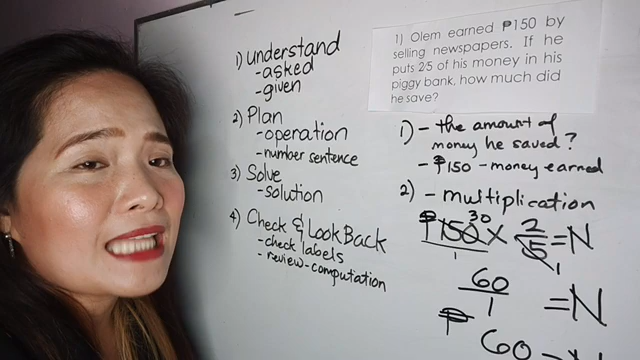 1) understand
-asked
-given
2) Plan
-operation
-number sentence
3) Solve
-solution
4) Check & Look Back
-check labels
-review-computation
1) Olem earned ₱150 by
selling newspapers. If he
puts 2⁄5 of his money in his
piggy bank, how much did
he save?
1) - the amount of
money he saved?
- ₱150 - money earned
2) - multiplication
30
₱150 × 2/5 = N
1 1
60/1 = N
₱ 60 = N